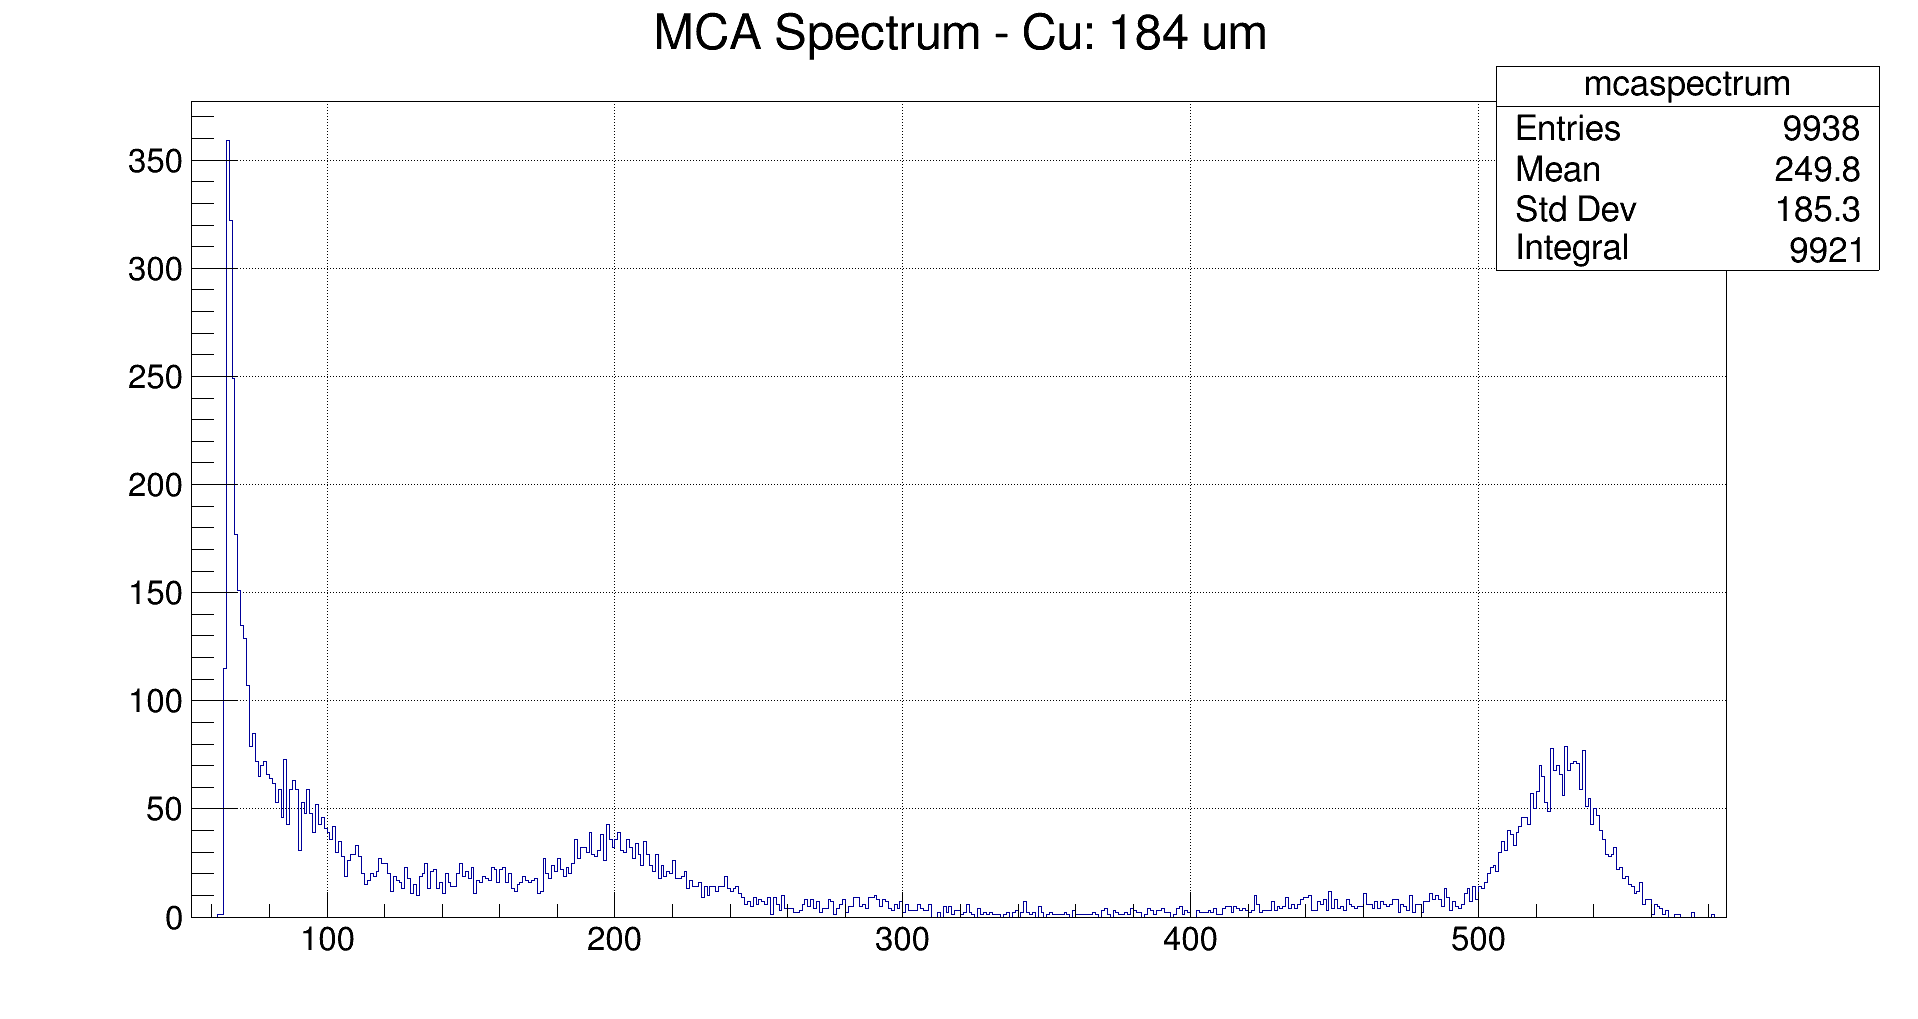 MCA Spectrum - Cu: 184 um
mcaspectrum
Entries 9938
Mean 249.8
Std Dev 185.3
Integral 9921
350
300
250
200
150
100
50
0
100 200 300 400 500